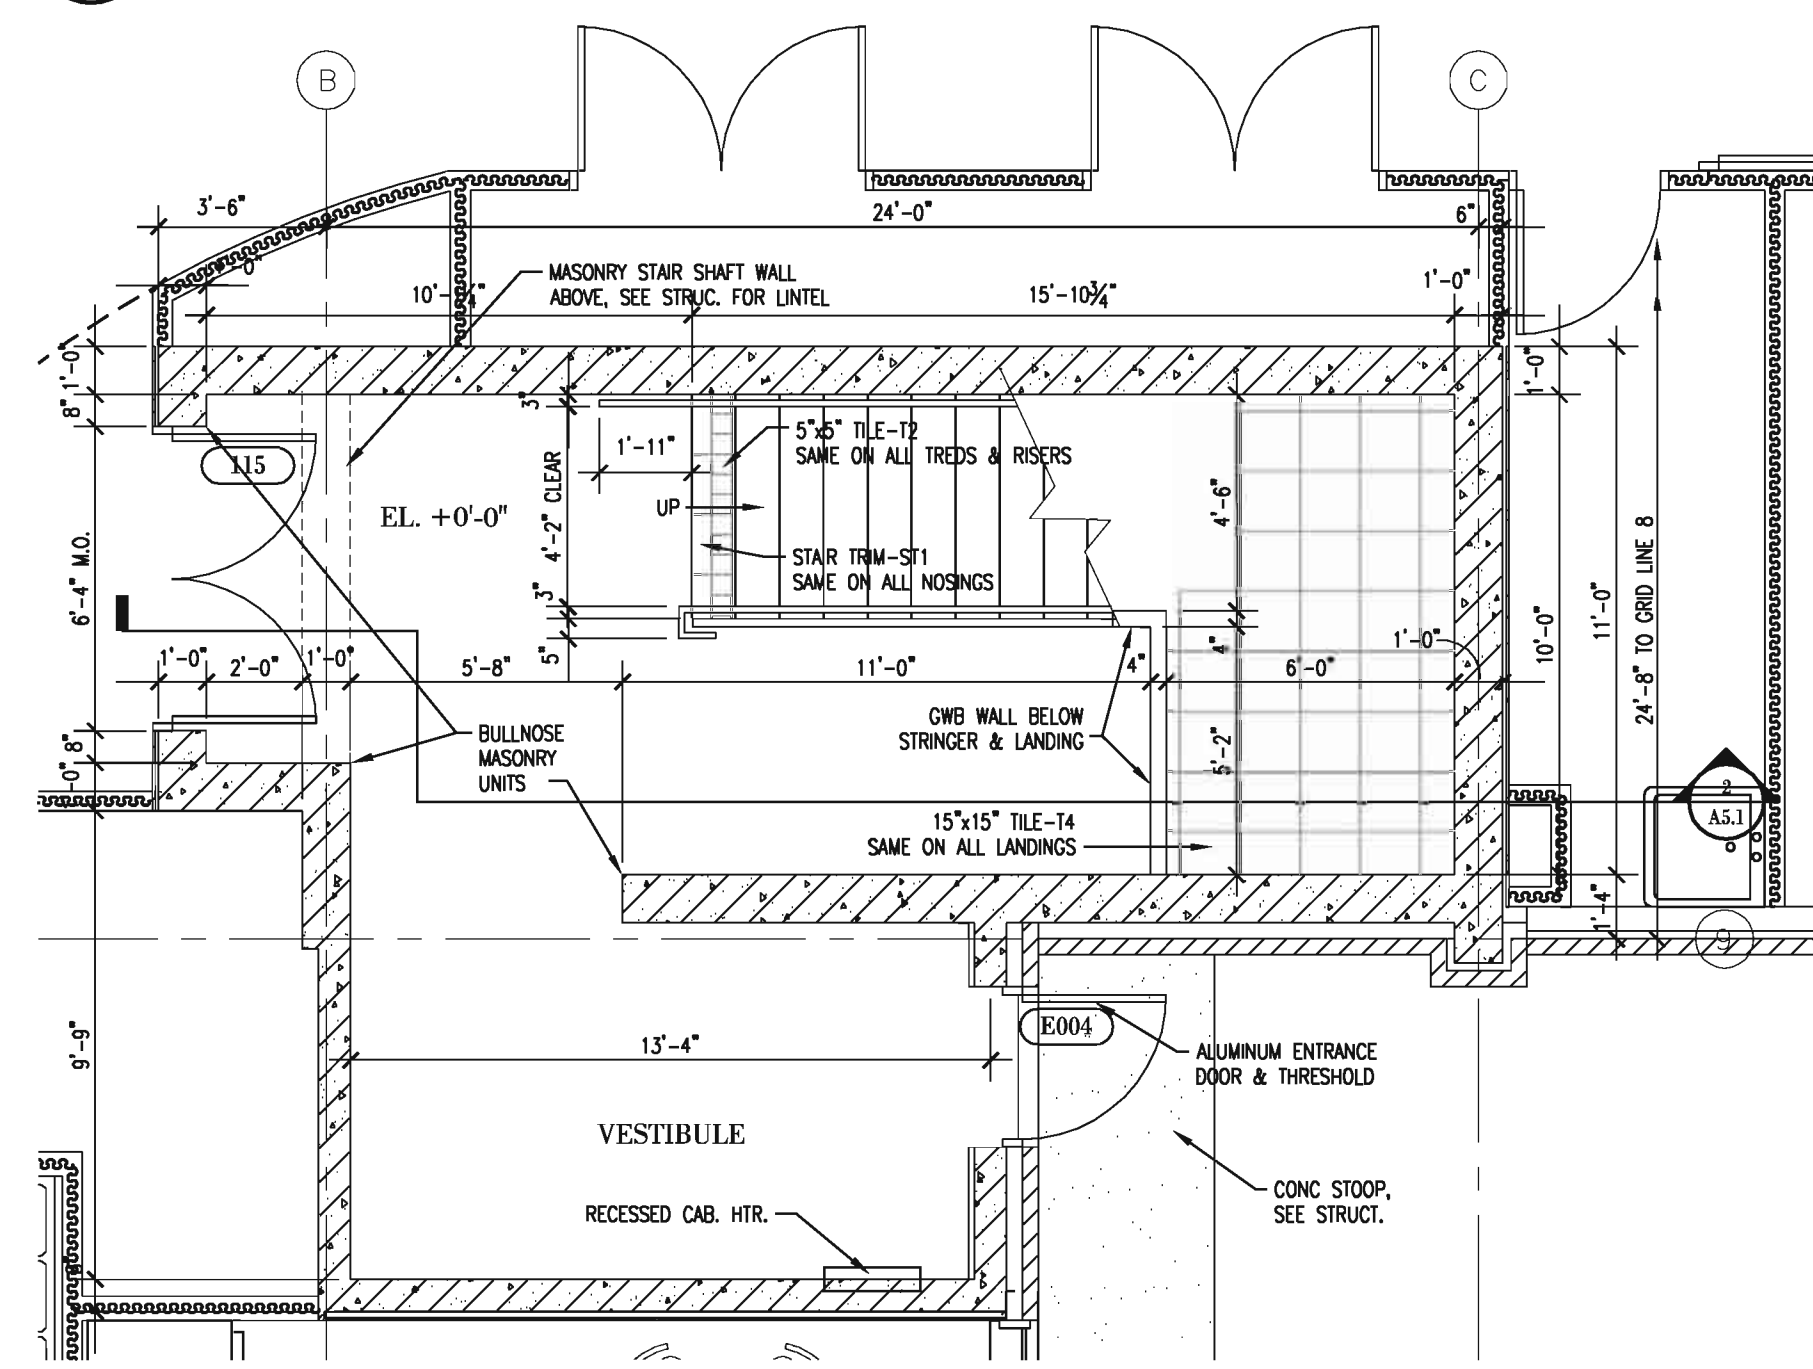 B
C
3'-6"
24'-0"
6"
MASONRY STAIR SHAFT WALL
ABOVE, SEE STRUC. FOR LINTEL
15'-10¾"
1'-0"
1'-0"
8"
3"
1'-0"
115
1'-11"
5"x5" TILE-T2
SAME ON ALL TREDS & RISERS
EL. +0'-0"
UP
4'-2" CLEAR
4'-6"
STAIR TRIM-ST1
SAME ON ALL NOSINGS
6'-4" M.O.
3"
24'-8" TO GRID LINE 8
11'-0"
10'-0"
1'-0"
2'-0"
1'-0"
5'-8"
5"
11'-0"
4"
4"
6'-0"
1'-0"
GWB WALL BELOW
STRINGER & LANDING
BULLNOSE
MASONRY
UNITS
8"
5'-2"
2
A5.1
15"x15" TILE-T4
SAME ON ALL LANDINGS
1'-4"
9
9'-9"
13'-4"
E004
ALUMINUM ENTRANCE
DOOR & THRESHOLD
VESTIBULE
RECESSED CAB. HTR.
CONC STOOP,
SEE STRUCT.